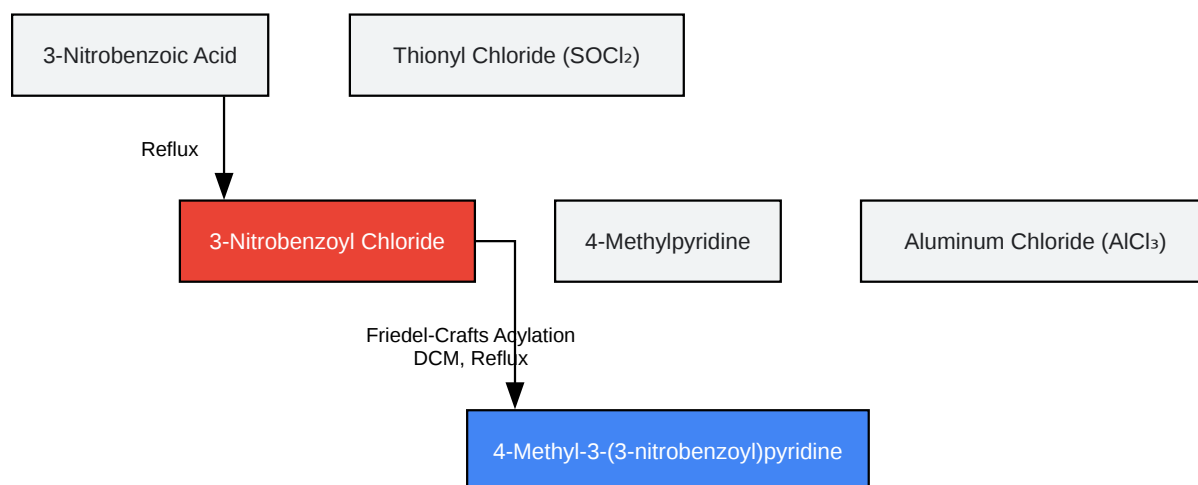 3-Nitrobenzoic Acid
Thionyl Chloride (SOCl₂)
Reflux
3-Nitrobenzoyl Chloride
4-Methylpyridine
Aluminum Chloride (AlCl₃)
Friedel-Crafts Acylation
DCM, Reflux
4-Methyl-3-(3-nitrobenzoyl)pyridine